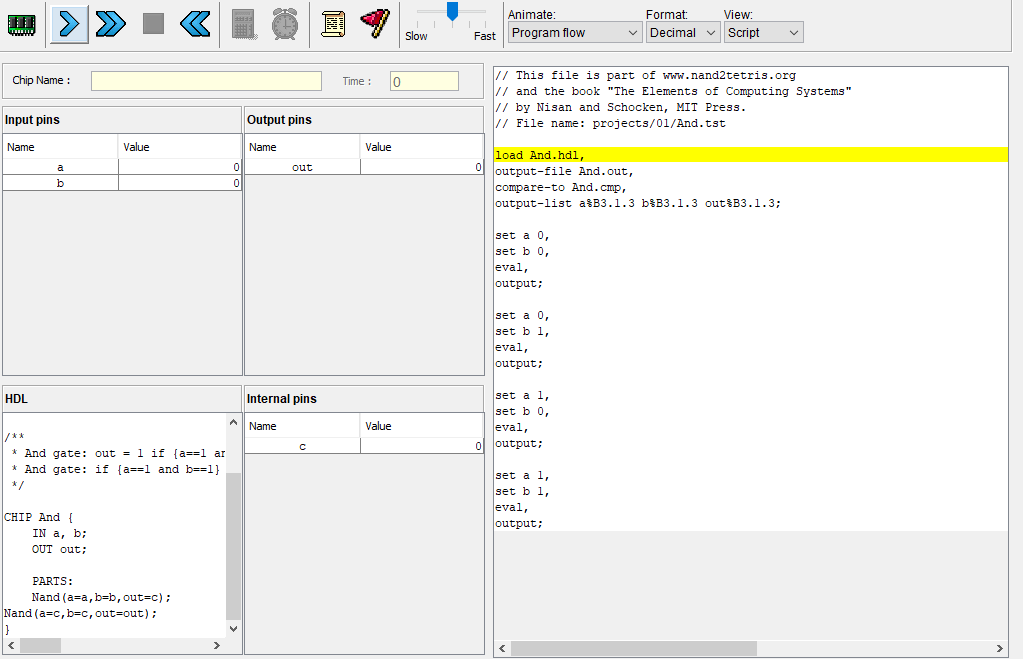 Slow
Fast
Animate:
Program flow
Format:
Decimal
View:
Script
Chip Name :
Time :
0
Input pins
Name Value
a 0
b 0
Output pins
Name Value
out 0
HDL
/**
* And gate: out = 1 if {a==1 an
* And gate: if {a==1 and b==1}
*/
CHIP And {
IN a, b;
OUT out;
PARTS:
Nand(a=a,b=b,out=c);
Nand(a=c,b=c,out=out);
}
Internal pins
Name Value
c 0
// This file is part of www.nand2tetris.org
// and the book "The Elements of Computing Systems"
// by Nisan and Schocken, MIT Press.
// File name: projects/01/And.tst
load And.hdl,
output-file And.out,
compare-to And.cmp,
output-list a%B3.1.3 b%B3.1.3 out%B3.1.3;
set a 0,
set b 0,
eval,
output;
set a 0,
set b 1,
eval,
output;
set a 1,
set b 0,
eval,
output;
set a 1,
set b 1,
eval,
output;